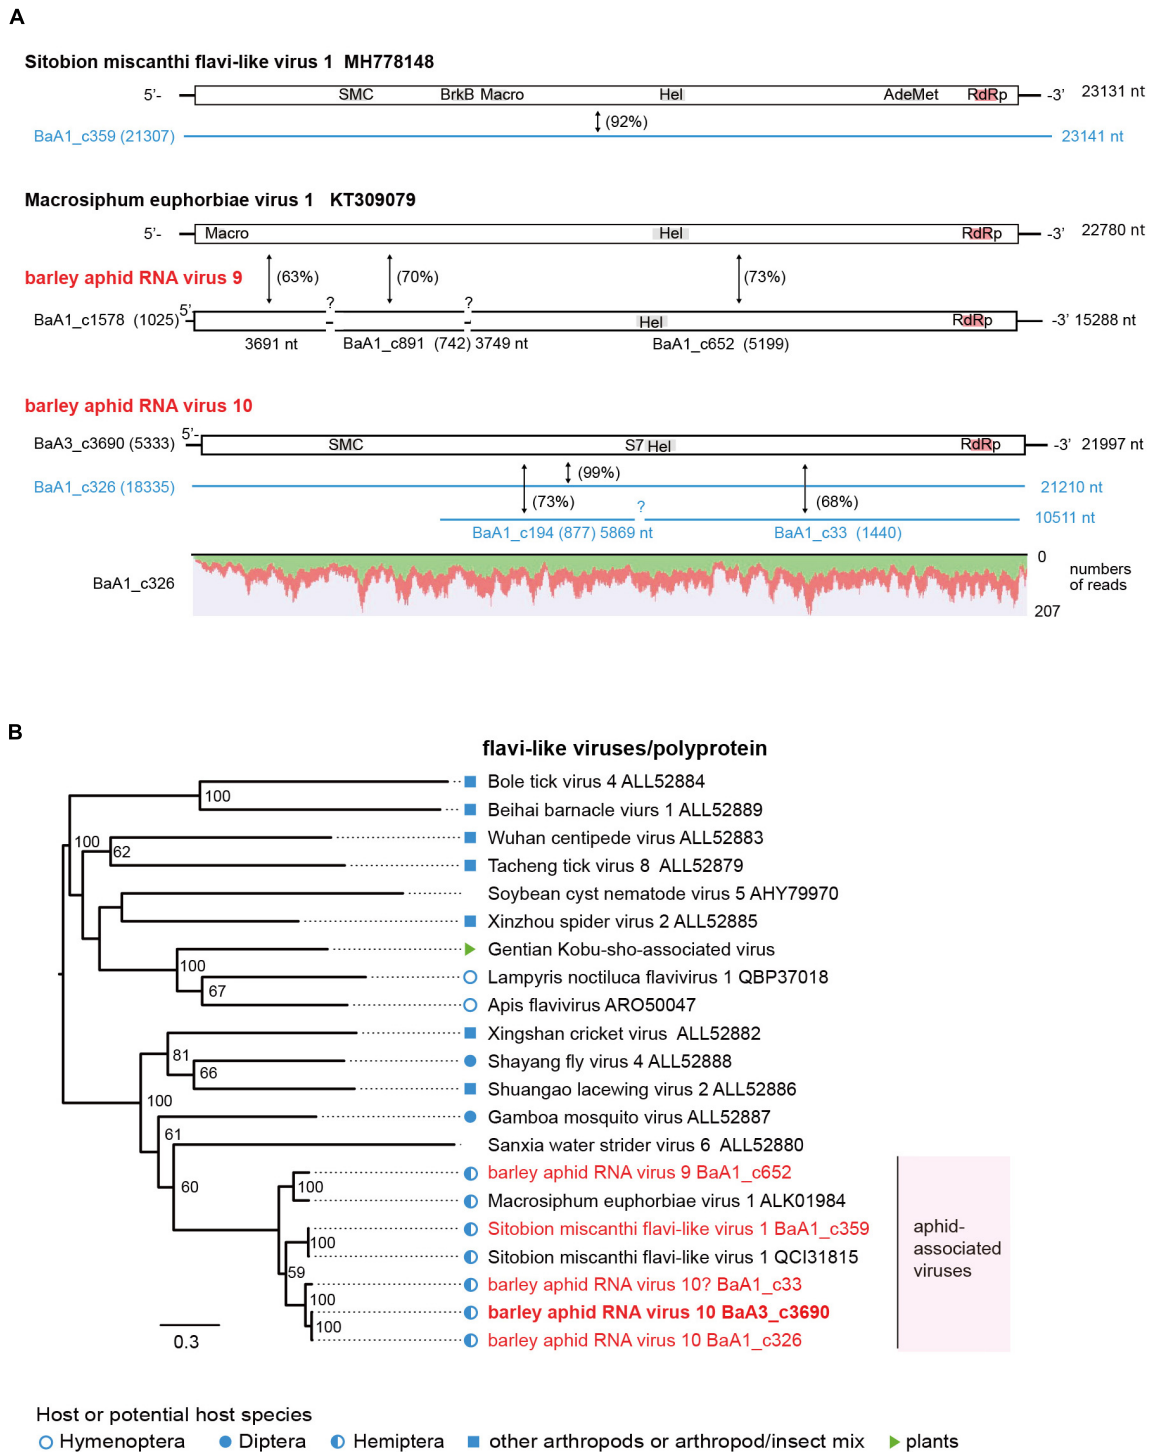 A
Sitobion miscanthi flavi-like virus 1 MH778148
5’- SMC BrkB Macro Hel AdeMet RdRp -3’ 23131 nt
(92%)
BaA1_c359 (21307) 23141 nt
Macrosiphum euphorbiae virus 1 KT309079
5’- Macro Hel RdRp -3’ 22780 nt
barley aphid RNA virus 9 (63%) (70%) (73%)
? ?
BaA1_c1578 (1025) 5’ Hel RdRp -3’ 15288 nt
3691 nt BaA1_c891 (742) 3749 nt BaA1_c652 (5199)
barley aphid RNA virus 10
BaA3_c3690 (5333) 5’- SMC S7 Hel RdRp -3’ 21997 nt
(99%)
BaA1_c326 (18335) 21210 nt
(73%) ? (68%)
10511 nt
BaA1_c194 (877) 5869 nt BaA1_c33 (1440)
0
BaA1_c326 numbers
of reads
207
B
flavi-like viruses/polyprotein
Bole tick virus 4 ALL52884
100
Beihai barnacle viurs 1 ALL52889
Wuhan centipede virus ALL52883
100
62
Tacheng tick virus 8 ALL52879
Soybean cyst nematode virus 5 AHY79970
Xinzhou spider virus 2 ALL52885
Gentian Kobu-sho-associated virus
100
Lampyris noctiluca flavivirus 1 QBP37018
67
Apis flavivirus ARO50047
Xingshan cricket virus ALL52882
81
Shayang fly virus 4 ALL52888
66
Shuangao lacewing virus 2 ALL52886
100
Gamboa mosquito virus ALL52887
61
Sanxia water strider virus 6 ALL52880
barley aphid RNA virus 9 BaA1_c652
60 100
Macrosiphum euphorbiae virus 1 ALK01984
Sitobion miscanthi flavi-like virus 1 BaA1_c359
100
Sitobion miscanthi flavi-like virus 1 QCI31815
59
barley aphid RNA virus 10? BaA1_c33
100
barley aphid RNA virus 10 BaA3_c3690
100
barley aphid RNA virus 10 BaA1_c326
aphid-
associated
viruses
0.3
Host or potential host species
Hymenoptera Diptera Hemiptera other arthropods or arthropod/insect mix plants